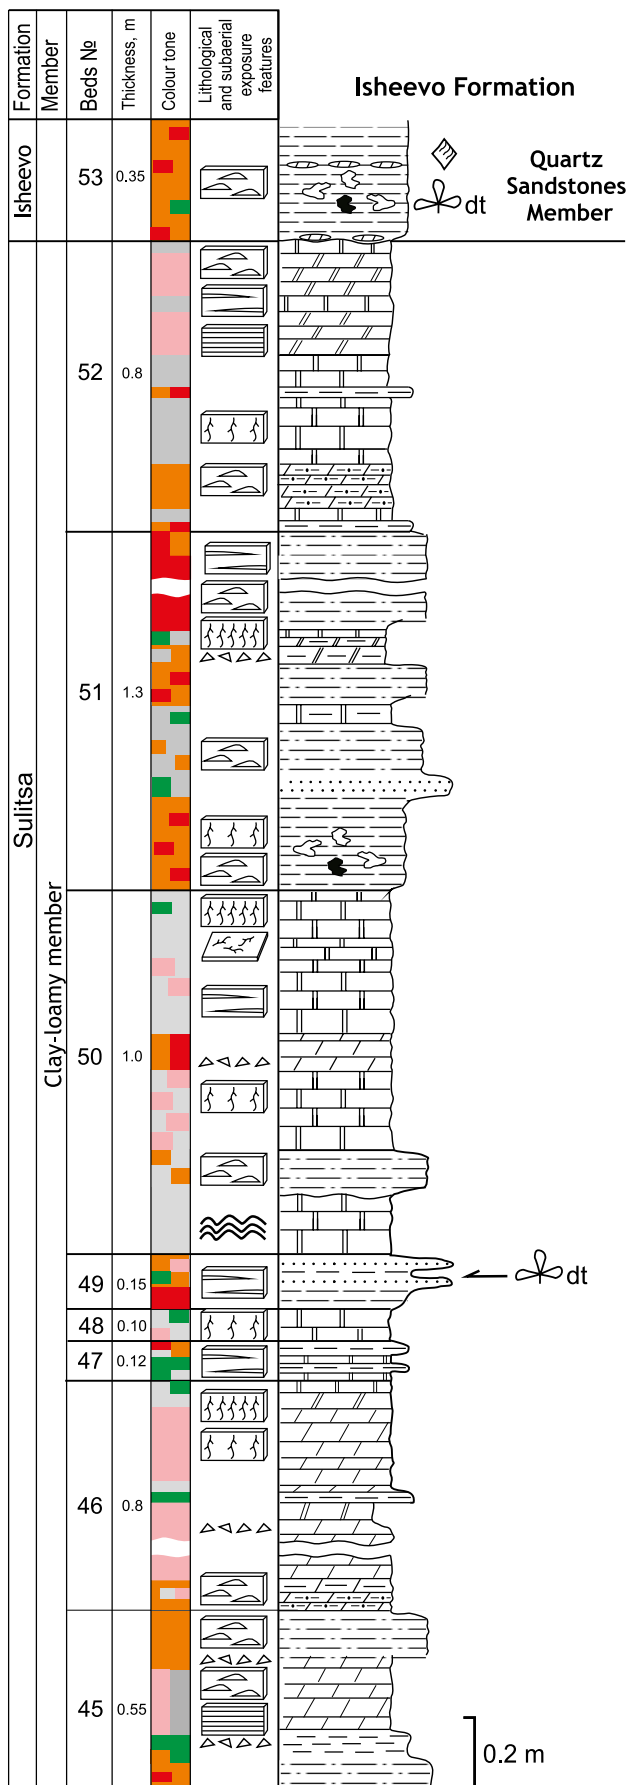 Formation
Member
Beds №
Thickness, m
Colour tone
Lithological
and subaerial
exposure
features
Isheevo Formation
Isheevo
53
0.35
dt
Quartz
Sandstones
Member
Sulitsa
Clay-loamy member
52
0.8
51
1.3
50
1.0
49
0.15
dt
48
0.10
47
0.12
46
0.8
45
0.55
0.2 m